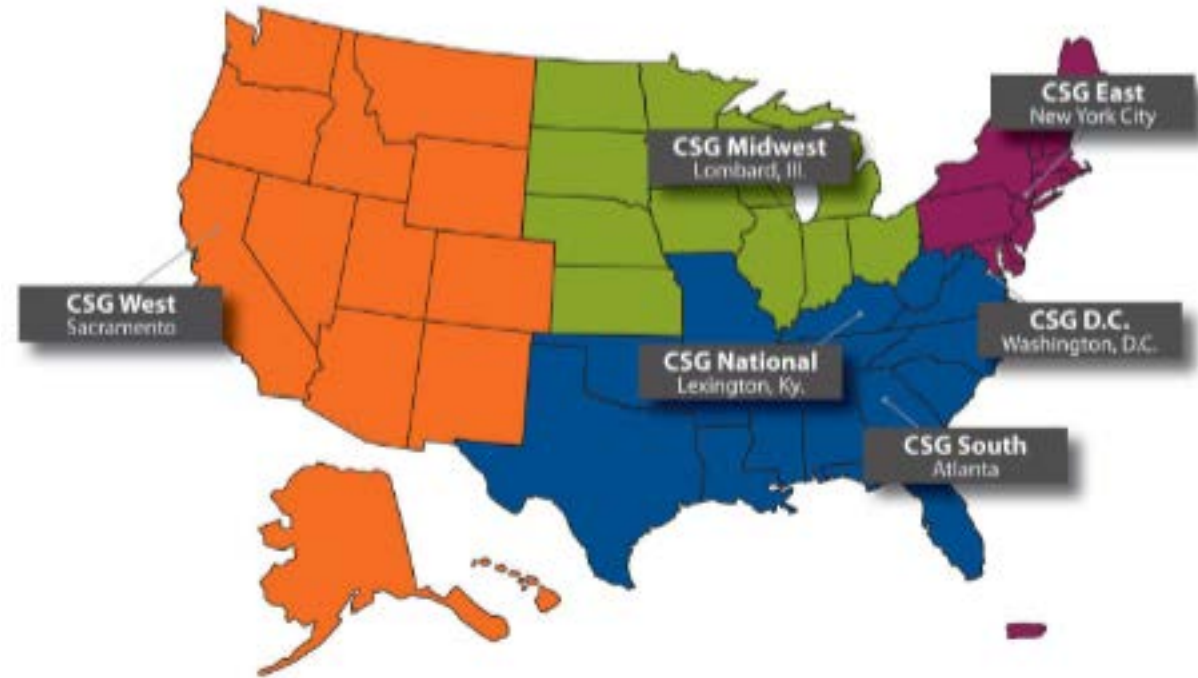 CSG East
New York City
CSG Midwest
Lombard, Ill.
CSG West
Sacramento
CSG D.C.
Washington, D.C.
CSG National
Lexington, Ky.
CSG South
Atlanta